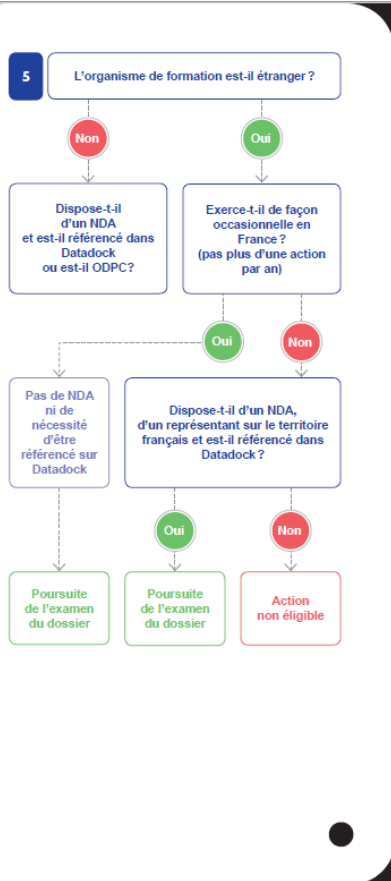 5
L'organisme de formation est-il étranger ?
Non
Oui
Dispose-t-il
d'un NDA
et est-il référencé dans
Datadock
ou est-il ODPC?
Exerce-t-il de façon
occasionnelle en
France ?
(pas plus d'une action
par an)
Oui
Non
Pas de NDA
ni de
nécessité
d'être
référencé sur
Datadock
Dispose-t-il d'un NDA,
d'un représentant sur le territoire
français et est-il référencé dans
Datadock ?
Oui
Non
Poursuite
de l'examen
du dossier
Poursuite
de l'examen
du dossier
Action
non éligible